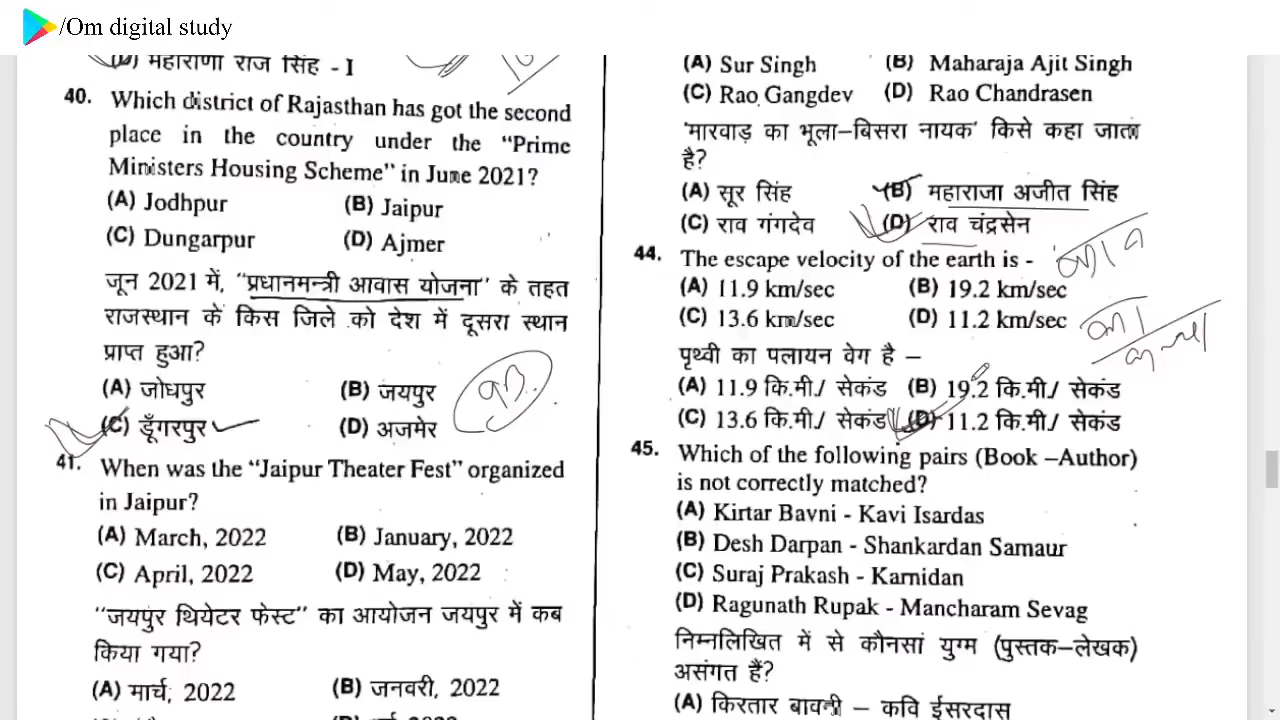 /Om digital study
(D) महाराणा राज सिंह - I
40. Which district of Rajasthan has got the second
place in the country under the “Prime
Ministers Housing Scheme” in June 2021?
(A) Jodhpur (B) Jaipur
(C) Dungarpur (D) Ajmer
जून 2021 में, “प्रधानमन्त्री आवास योजना” के तहत
राजस्थान के किस जिले को देश में दूसरा स्थान
प्राप्त हुआ?
(A) जोधपुर (B) जयपुर
(C) डूँगरपुर (D) अजमेर
41. When was the “Jaipur Theater Fest” organized
in Jaipur?
(A) March, 2022 (B) January, 2022
(C) April, 2022 (D) May, 2022
“जयपुर थियेटर फेस्ट” का आयोजन जयपुर में कब
किया गया?
(A) मार्च, 2022 (B) जनवरी, 2022
(A) Sur Singh (B) Maharaja Ajit Singh
(C) Rao Gangdev (D) Rao Chandrasen
‘मारवाड़ का भूला–बिसरा नायक’ किसे कहा जाता
है?
(A) सूर सिंह (B) महाराजा अजीत सिंह
(C) राव गंगदेव (D) राव चंद्रसेन
44. The escape velocity of the earth is -
(A) 11.9 km/sec (B) 19.2 km/sec
(C) 13.6 km/sec (D) 11.2 km/sec
पृथ्वी का पलायन वेग है –
(A) 11.9 कि.मी./ सेकंड (B) 19.2 कि.मी./ सेकंड
(C) 13.6 कि.मी./ सेकंड (D) 11.2 कि.मी./ सेकंड
45. Which of the following pairs (Book –Author)
is not correctly matched?
(A) Kirtar Bavni - Kavi Isardas
(B) Desh Darpan - Shankardan Samaur
(C) Suraj Prakash - Karnidan
(D) Ragunath Rupak - Mancharam Sevag
निम्नलिखित में से कौनसां युग्म (पुस्तक–लेखक)
असंगत हैं?
(A) किरतार बावनी – कवि ईसरदास